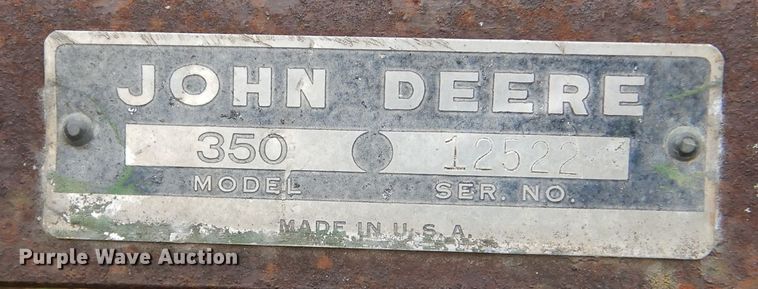 JOHN DEERE
350 12522
MODEL SER. NO.
MADE IN U.S.A.
Purple Wave Auction